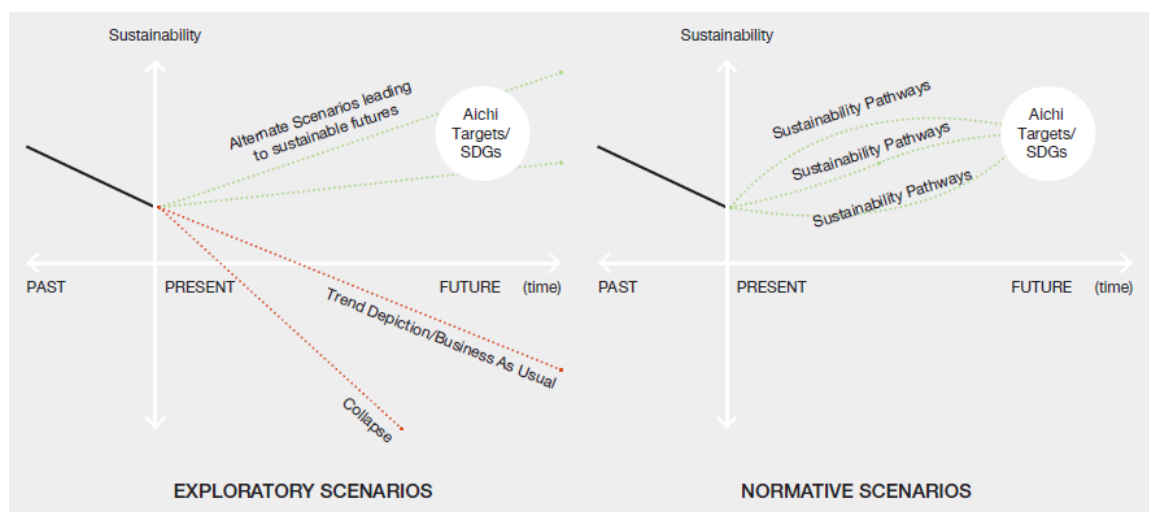 Sustainability
Alternate Scenarios leading
to sustainable futures
Aichi
Targets/
SDGs
PAST
PRESENT
FUTURE
(time)
Trend Depiction/Business As Usual
Collapse
EXPLORATORY SCENARIOS
Sustainability
Sustainability Pathways
Sustainability Pathways
Sustainability Pathways
Aichi
Targets/
SDGs
PAST
PRESENT
FUTURE
(time)
NORMATIVE SCENARIOS